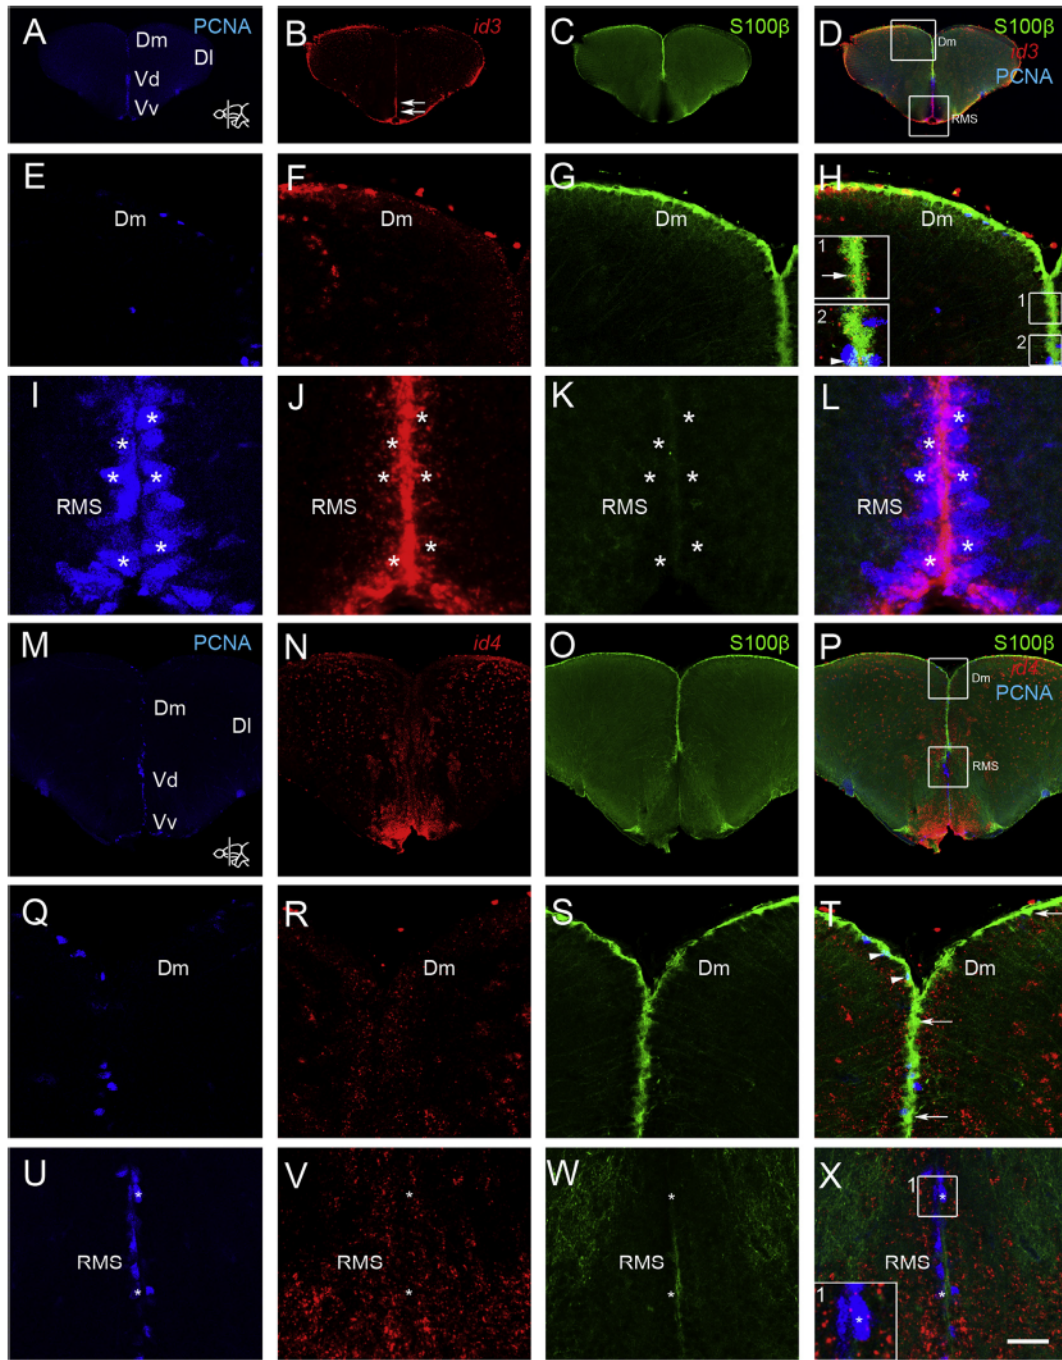 A PCNA Dm Dl Vd Vv
B id3
C S100β
D S100β id3 PCNA Dm RMS
E Dm
F Dm
G Dm
H Dm 1 2 1 2
I RMS
J RMS
K RMS
L RMS
M PCNA Dm Dl Vd Vv
N id4
O S100β
P S100β id4 PCNA Dm RMS
Q Dm
R Dm
S Dm
T Dm
U RMS
V RMS
W RMS
X 1 RMS 1